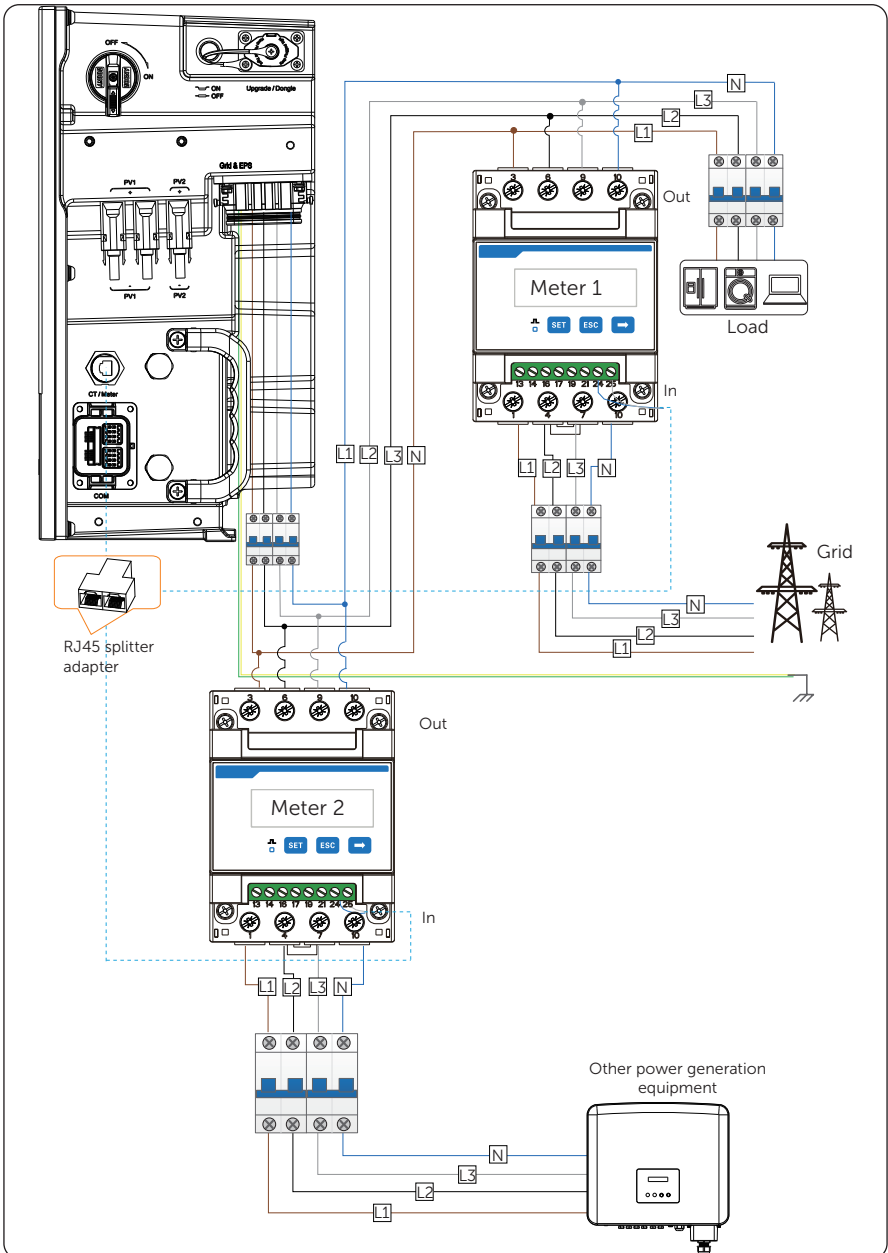 OFF
ON
ON
OFF
Upgrade / Dongle
Grid & EPS
PV1
PV2
+
+
-
-
PV1
PV2
CT / Meter
COM
RJ45 splitter
adapter
L1
L2
L3
N
N
L3
L2
L1
3
6
9
10
Out
Meter 1
SET
ESC
13 14 16 17 19 21 24 25
In
1
4
7
10
L1
L2
L3
N
Load
Grid
N
L3
L2
L1
3
6
9
10
Out
Meter 2
SET
ESC
13 14 16 17 19 21 24 25
In
1
4
7
10
L1
L2
L3
N
Other power generation
equipment
N
L3
L2
L1